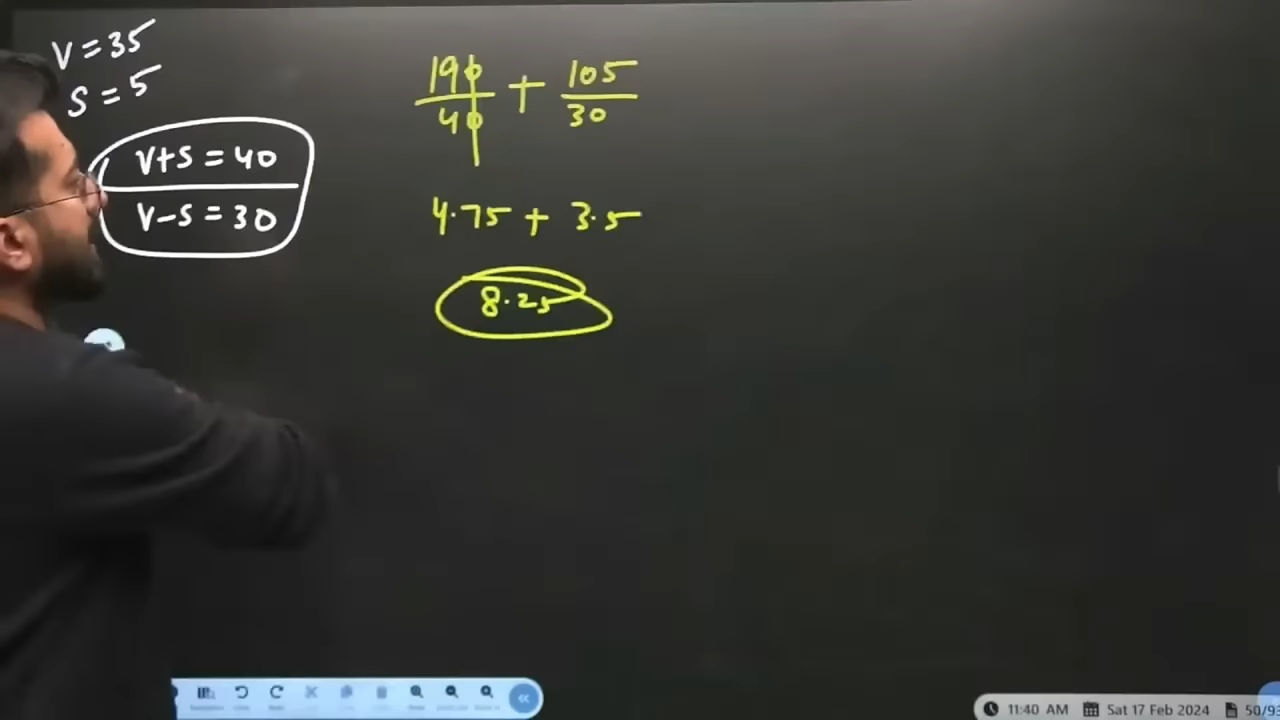 V = 35
S = 5
V+S = 40
V-S = 30
190/40 + 105/30
4.75 + 3.5
8.25
11:40 AM Sat 17 Feb 2024 50/93